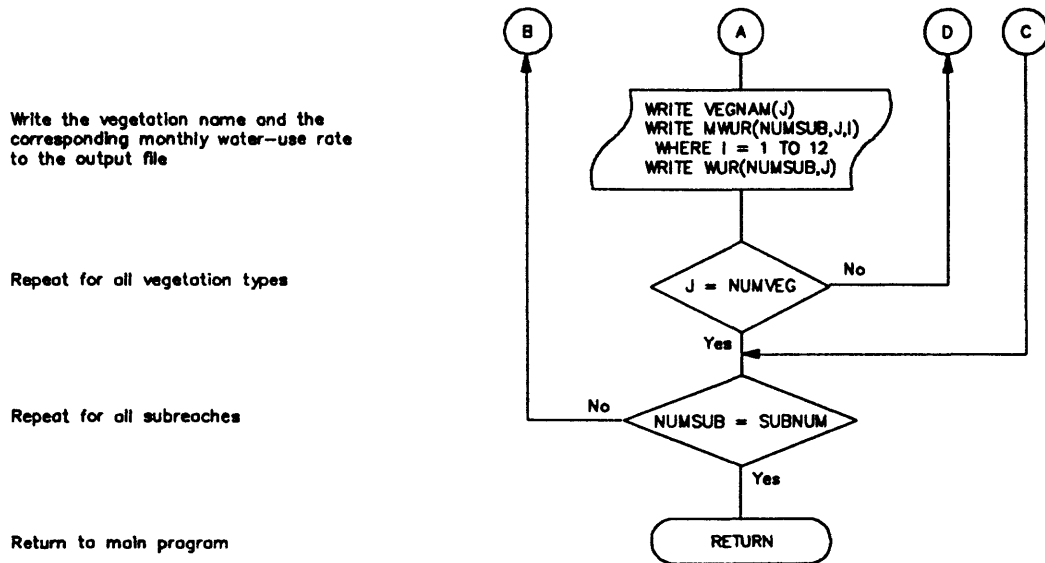 B
A
D
C
Write the vegetation name and the
corresponding monthly water-use rate
to the output file
WRITE VEGNAM(J)
WRITE MWUR(NUMSUB,J,I)
WHERE I = 1 TO 12
WRITE WUR(NUMSUB,J)
Repeat for all vegetation types
J = NUMVEG
No
Yes
Repeat for all subreaches
No
NUMSUB = SUBNUM
Yes
Return to main program
RETURN